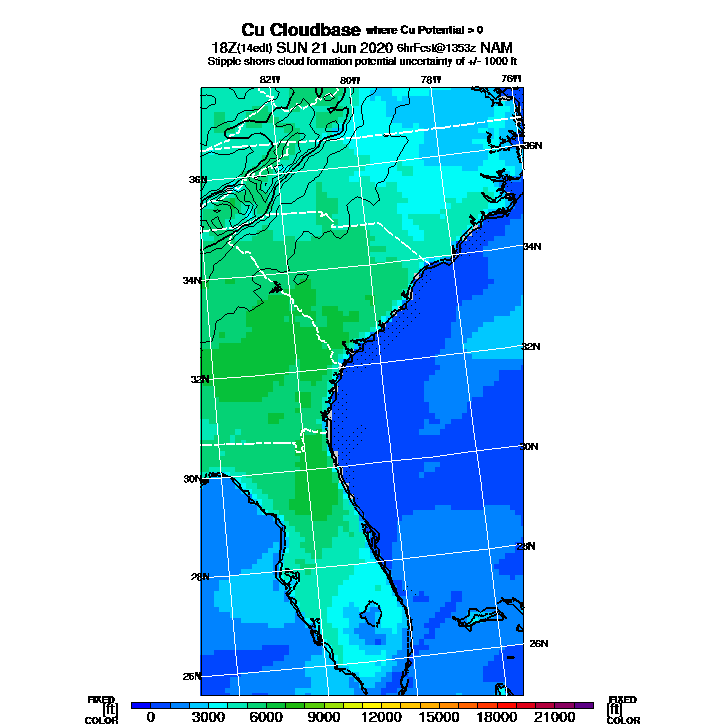 Cu Cloudbase where Cu Potential > 0
18Z(14edt) SUN 21 Jun 2020 6hrFcst@1353z NAM
Stipple shows cloud formation potential uncertainty of +/- 1000 ft
82W 80W 78W 76W
36N
36N
34N
34N
32N
32N
30N
30N
28N
28N
26N
26N
FIXED FIXED
[ft] [ft]
COLOR 0 3000 6000 9000 12000 15000 18000 21000 COLOR